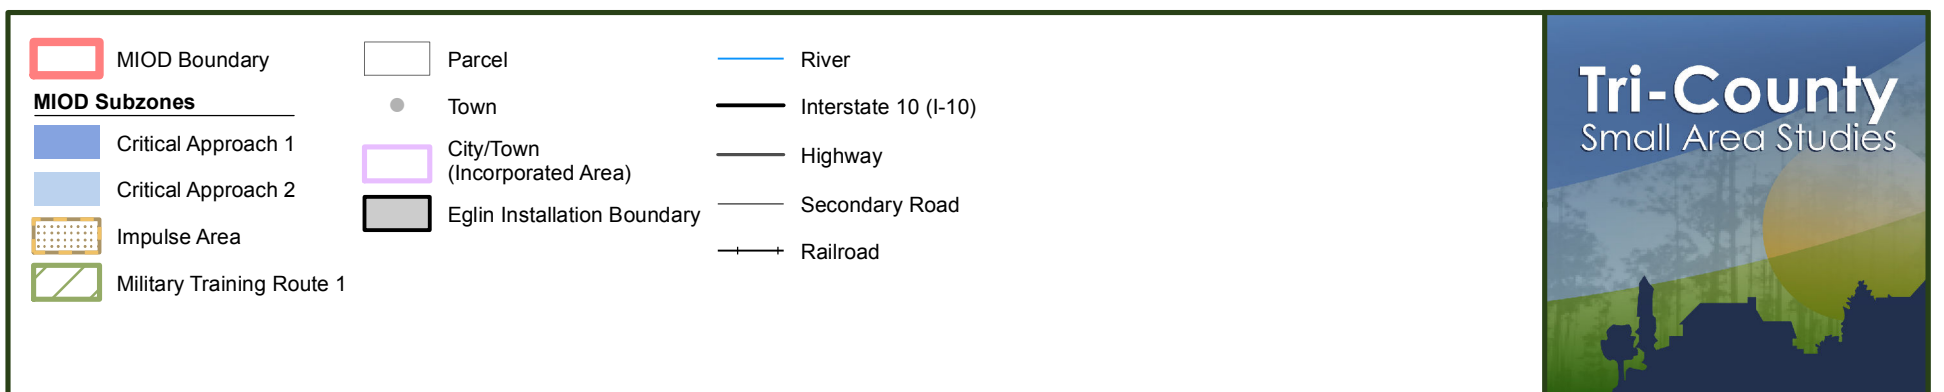 MIOD Boundary
MIOD Subzones
Critical Approach 1
Critical Approach 2
Impulse Area
Military Training Route 1
Parcel
Town
City/Town
(Incorporated Area)
Eglin Installation Boundary
River
Interstate 10 (I-10)
Highway
Secondary Road
Railroad
Tri-County
Small Area Studies